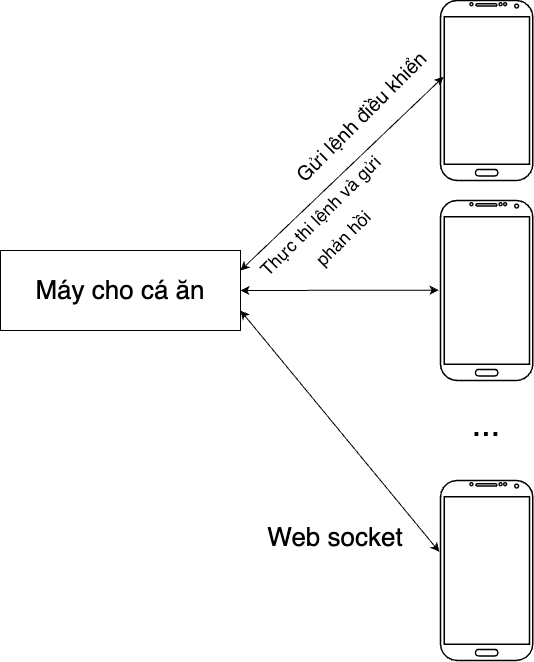 Gửi lệnh điều khiển
Thực thi lệnh và gửi
phản hồi
Máy cho cá ăn
...
Web socket